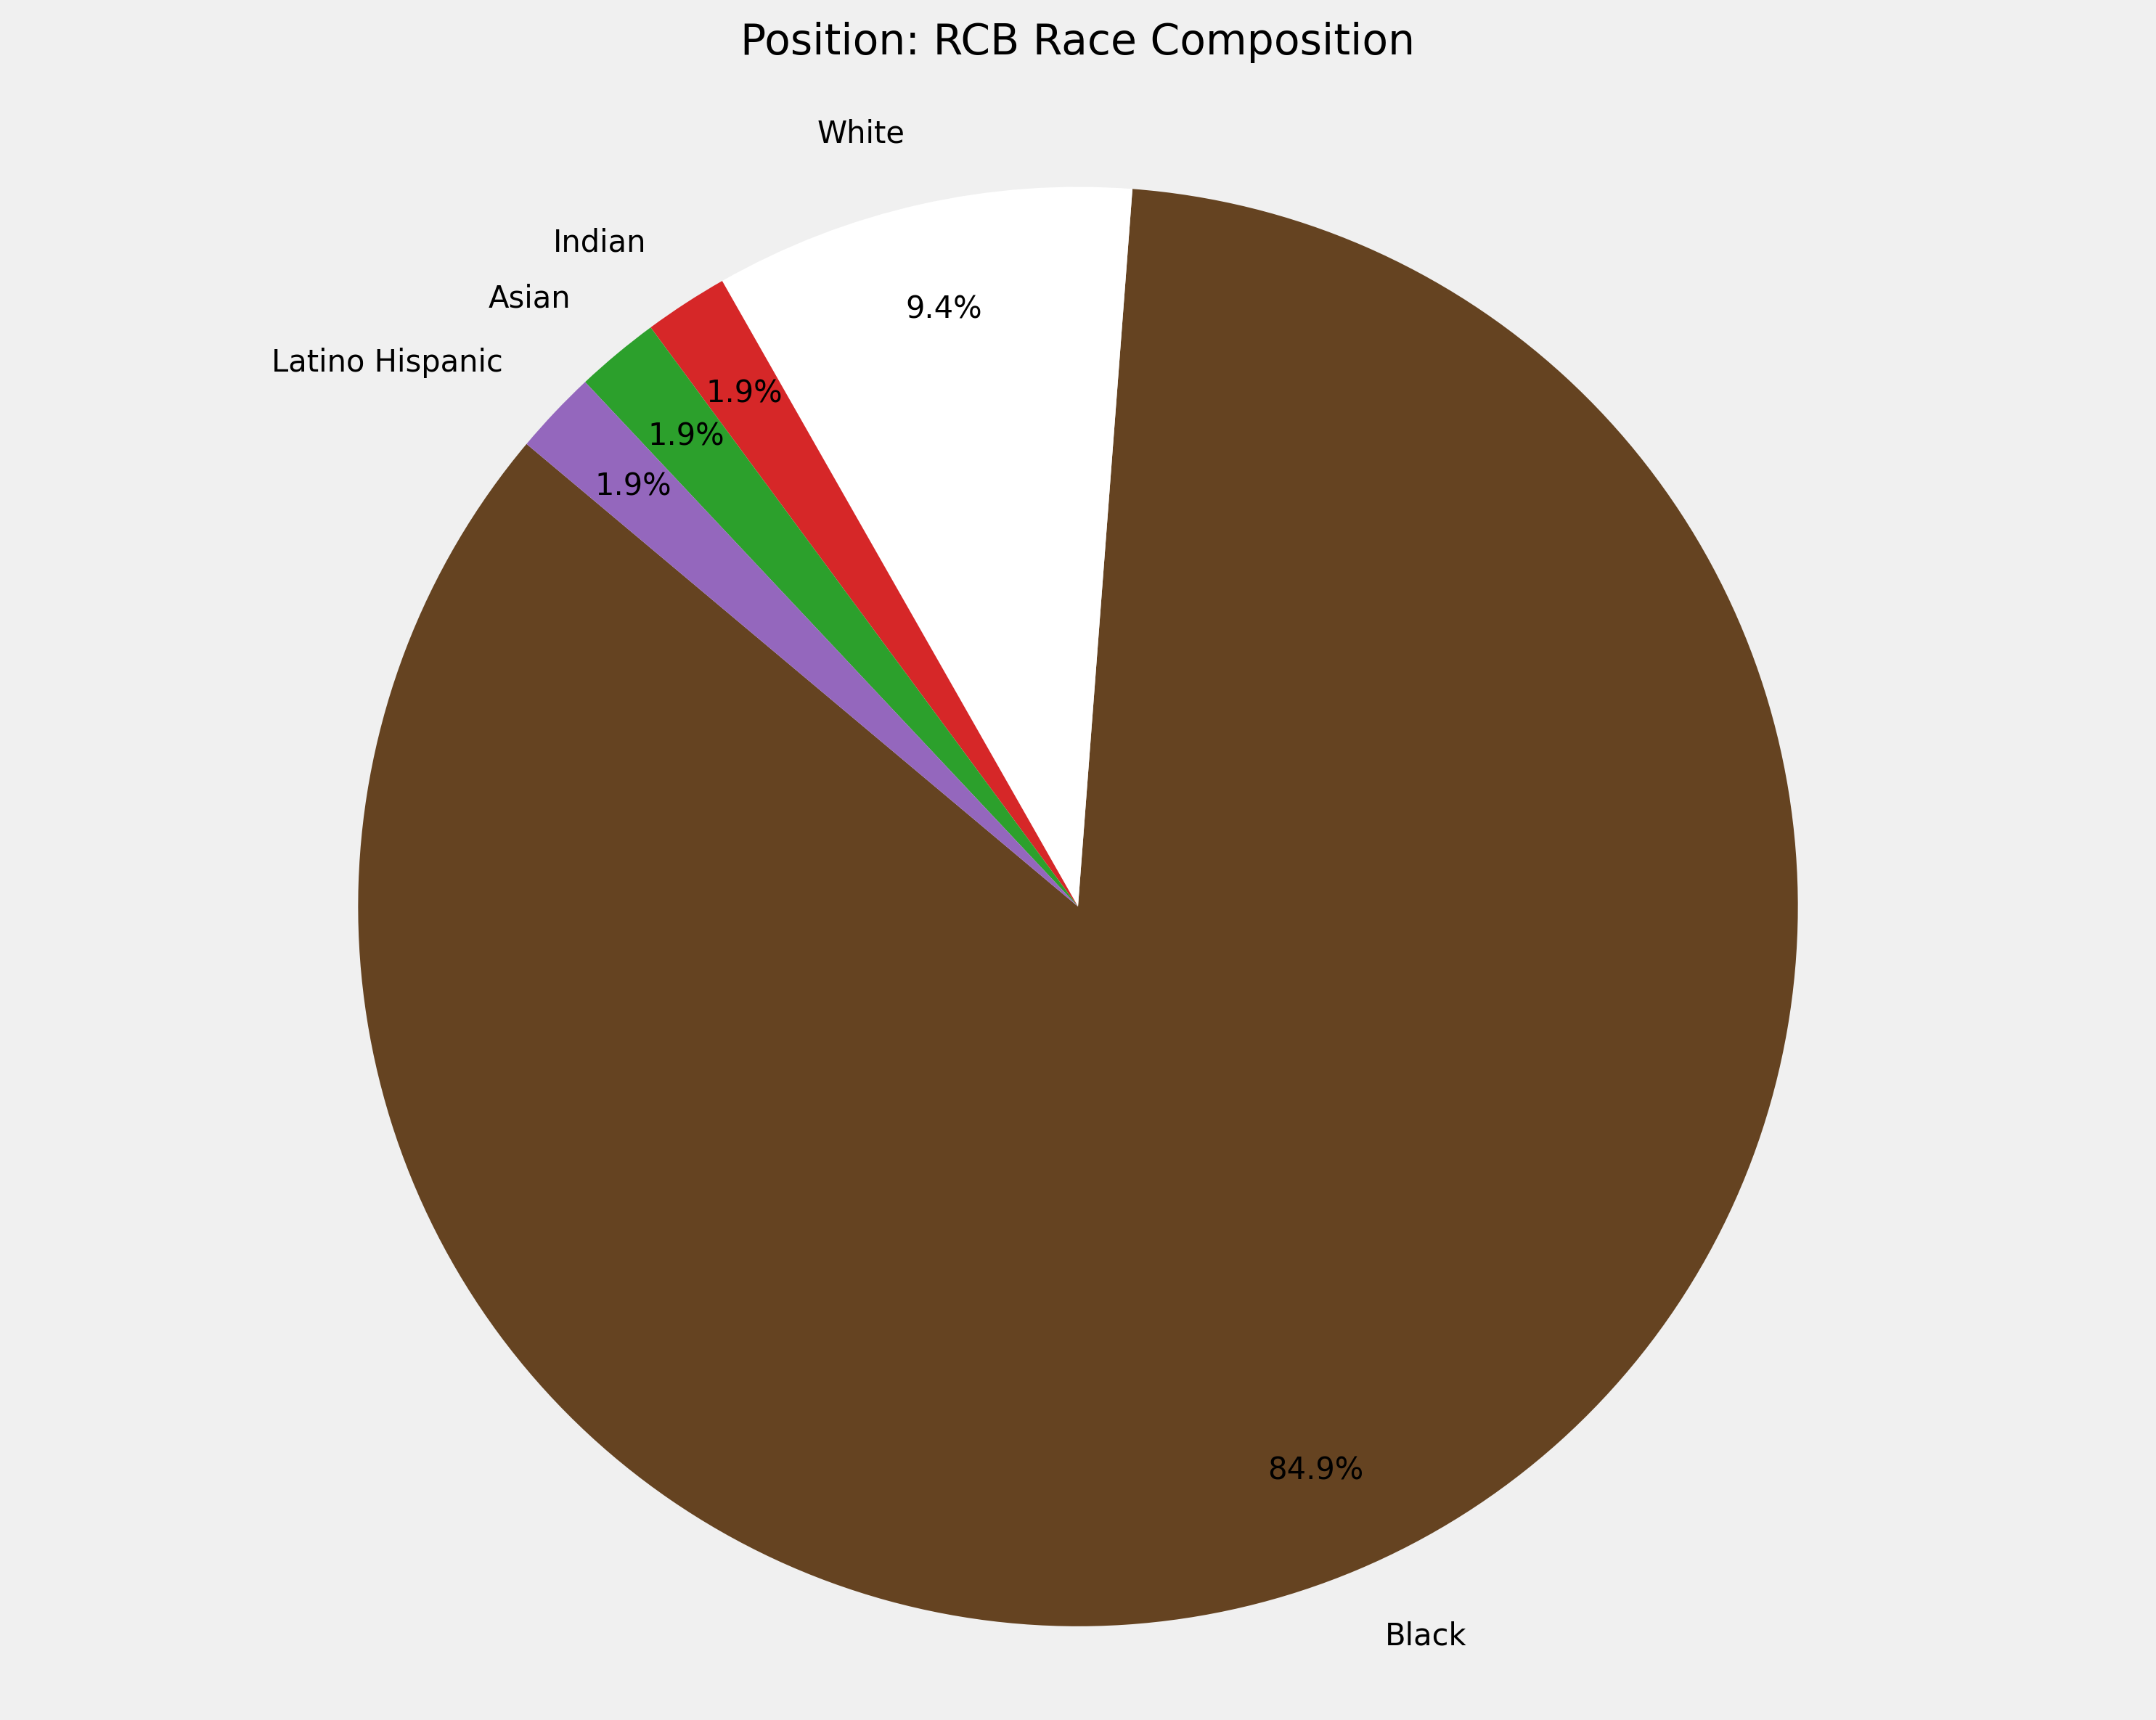 Position: RCB Race Composition
White
Indian
9.4%
Asian
Latino Hispanic
1.9%
1.9%
1.9%
84.9%
Black